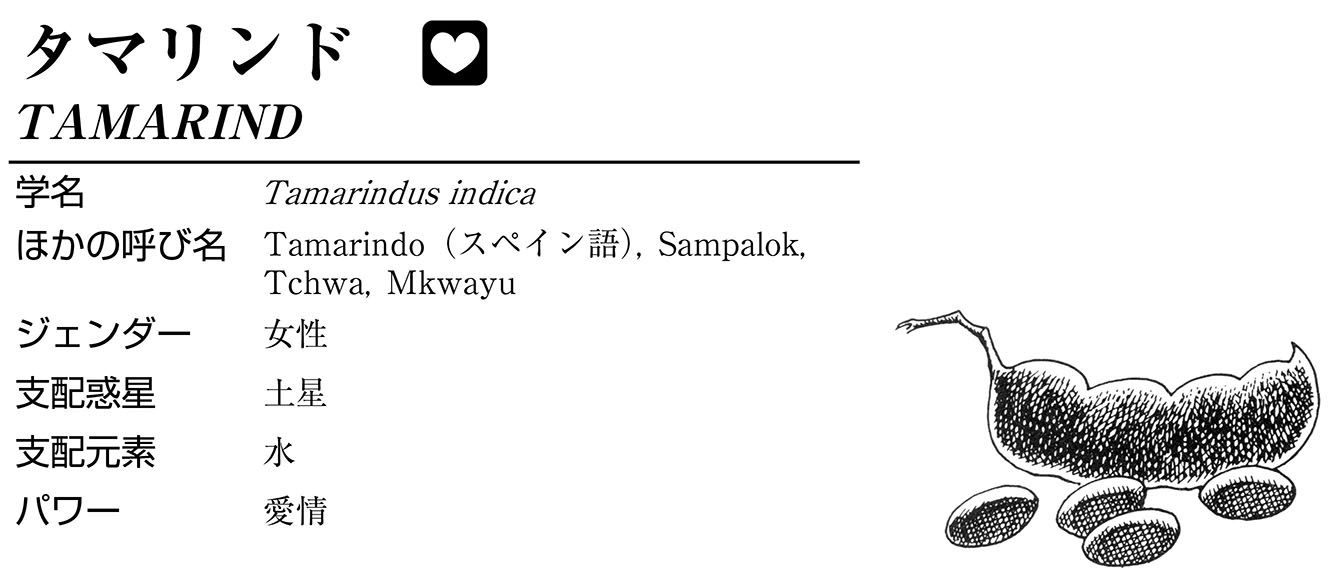 タマリンド
TAMARIND
学名 Tamarindus indica
ほかの呼び名 Tamarindo（スペイン語）, Sampalok,
Tchwa, Mkwayu
ジェンダー 女性
支配惑星 土星
支配元素 水
パワー 愛情